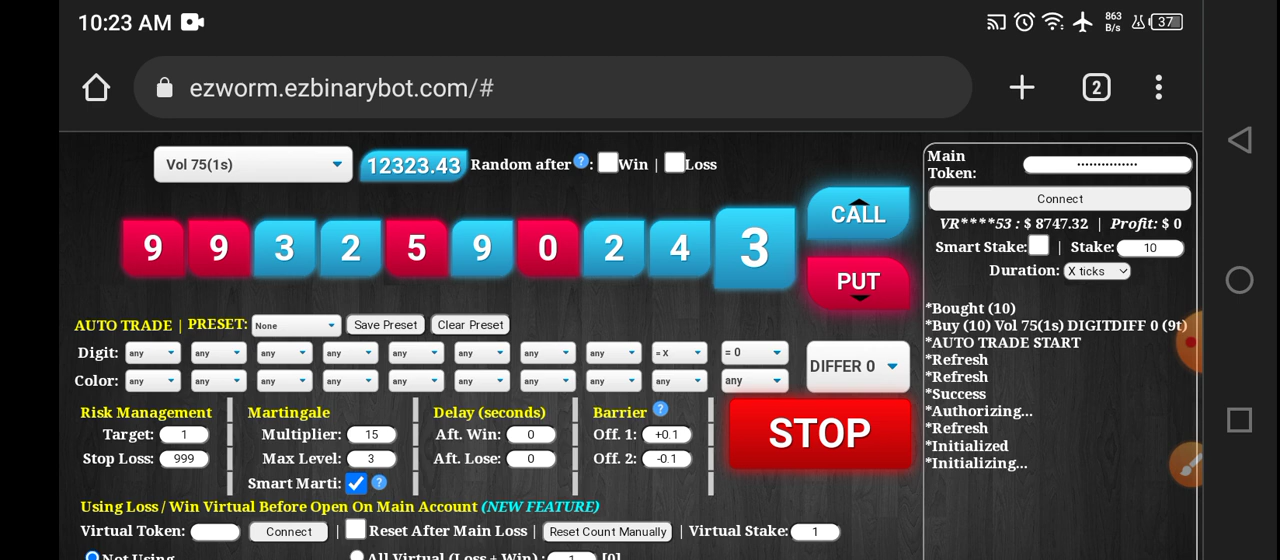 10:23 AM
863 B/s 37
ezworm.ezbinarybot.com/#
2
Vol 75(1s) 12323.43 Random after ? : Win | Loss
9 9 3 2 5 9 0 2 4 3
CALL
PUT
AUTO TRADE | PRESET: None Save Preset Clear Preset
Digit: any any any any any any any any = x = 0
Color: any any any any any any any any any any
DIFFER 0
Risk Management Martingale Delay (seconds) Barrier ?
Target: 1 Multiplier: 15 Aft. Win: 0 Off. 1: +0.1
Stop Loss: 999 Max Level: 3 Aft. Lose: 0 Off. 2: -0.1
Smart Marti: ?
STOP
Using Loss / Win Virtual Before Open On Main Account (NEW FEATURE)
Virtual Token: Connect | Reset After Main Loss | Reset Count Manually | Virtual Stake: 1
Not Using All Virtual (Loss + Win) : 1 [0]
Main
Token: ···············
Connect
VR****53 : $ 8747.32 | Profit: $ 0
Smart Stake: | Stake: 10
Duration: X ticks
*Bought (10)
*Buy (10) Vol 75(1s) DIGITDIFF 0 (9t)
*AUTO TRADE START
*Refresh
*Refresh
*Success
*Authorizing...
*Refresh
*Initialized
*Initializing...